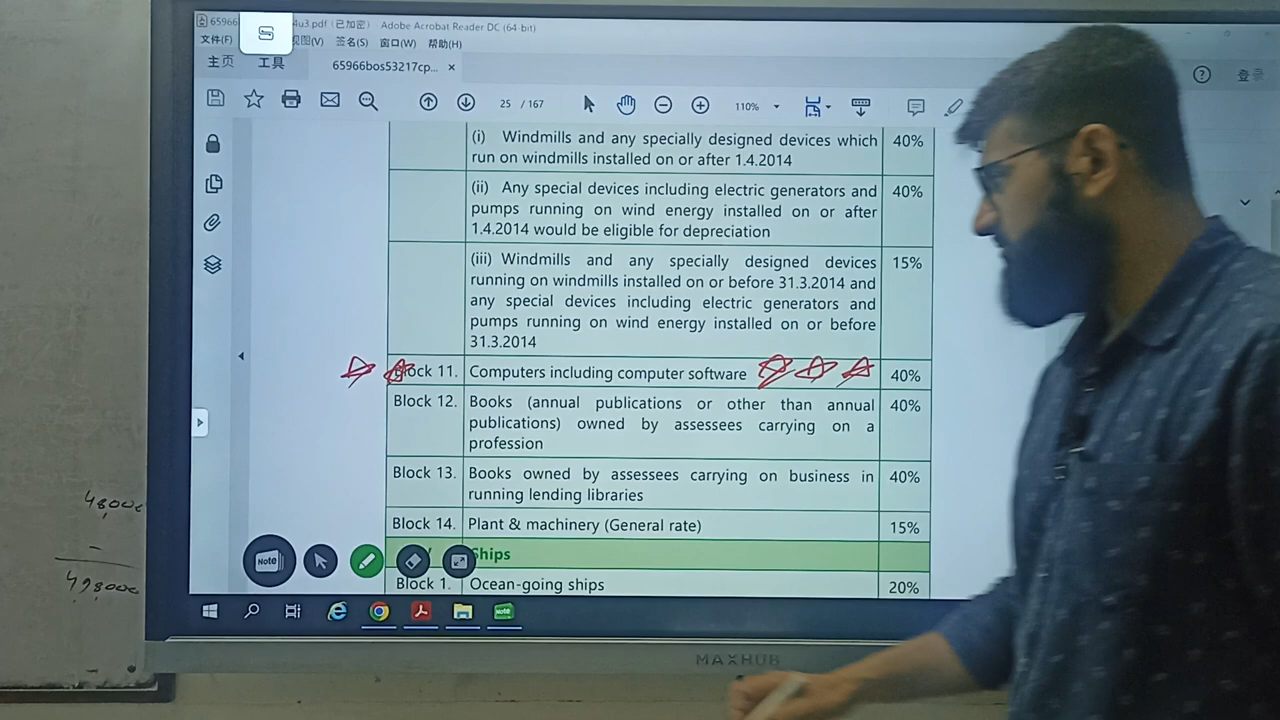 4u3.pdf (已加密) - Adobe Acrobat Reader DC (64-bit)
文件(F) 视图(V) 签名(S) 窗口(W) 帮助(H)
主页 工具 65966bos53217cp... ×
25 / 167 110%
登录
(i) Windmills and any specially designed devices which 40%
run on windmills installed on or after 1.4.2014
(ii) Any special devices including electric generators and 40%
pumps running on wind energy installed on or after
1.4.2014 would be eligible for depreciation
(iii) Windmills and any specially designed devices 15%
running on windmills installed on or before 31.3.2014 and
any special devices including electric generators and
pumps running on wind energy installed on or before
31.3.2014
Block 11. Computers including computer software 40%
Block 12. Books (annual publications or other than annual 40%
publications) owned by assessees carrying on a
profession
Block 13. Books owned by assessees carrying on business in 40%
running lending libraries
Block 14. Plant & machinery (General rate) 15%
Ships
Block 1. Ocean-going ships 20%
Note
Note
MAXHUB